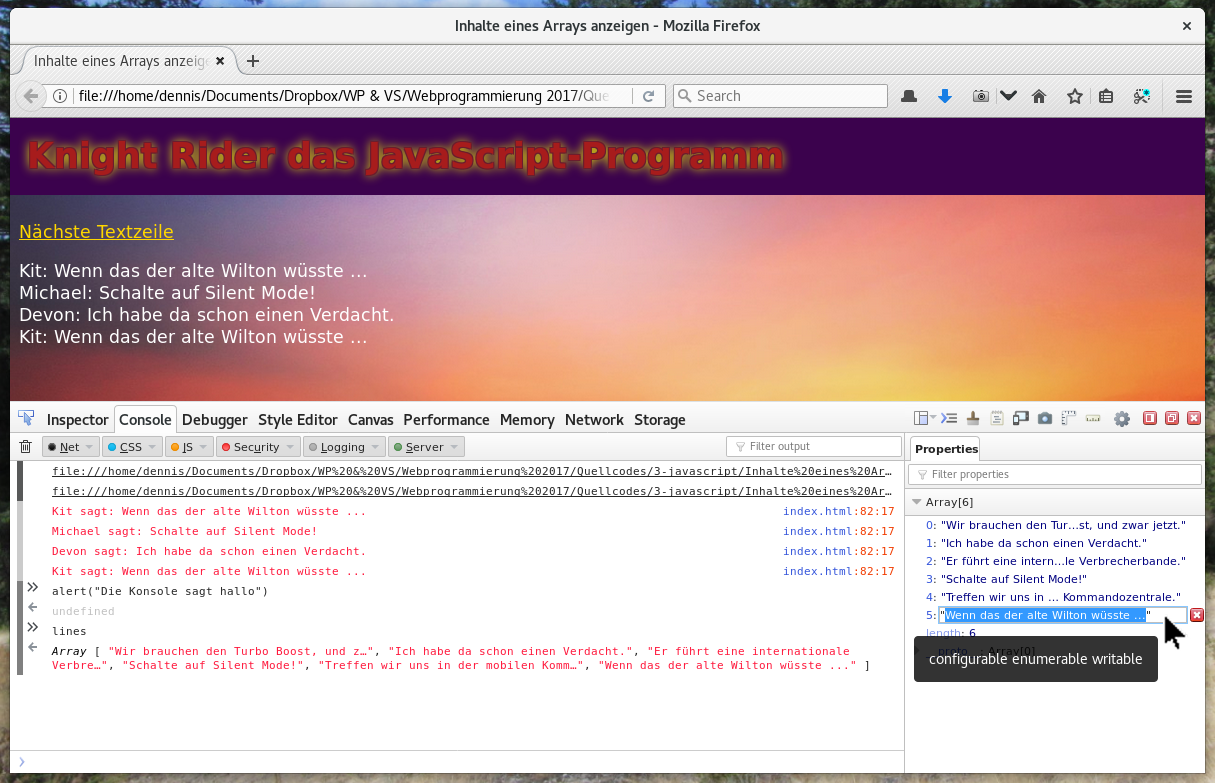 Inhalte eines Arrays anzeigen - Mozilla Firefox
Inhalte eines Arrays anzeig
file:///home/dennis/Documents/Dropbox/WP & VS/Webprogrammierung 2017/Que
Search
Knight Rider das JavaScript-Programm
Nächste Textzeile
Kit: Wenn das der alte Wilton wüsste ...
Michael: Schalte auf Silent Mode!
Devon: Ich habe da schon einen Verdacht.
Kit: Wenn das der alte Wilton wüsste ...
Inspector Console Debugger Style Editor Canvas Performance Memory Network Storage
Net CSS JS Security Logging Server Filter output
file:///home/dennis/Documents/Dropbox/WP%20&%20VS/Webprogrammierung%202017/Quellcodes/3-javascript/Inhalte%20eines%20Ar…
file:///home/dennis/Documents/Dropbox/WP%20&%20VS/Webprogrammierung%202017/Quellcodes/3-javascript/Inhalte%20eines%20Ar…
Kit sagt: Wenn das der alte Wilton wüsste ... index.html:82:17
Michael sagt: Schalte auf Silent Mode! index.html:82:17
Devon sagt: Ich habe da schon einen Verdacht. index.html:82:17
Kit sagt: Wenn das der alte Wilton wüsste ... index.html:82:17
alert("Die Konsole sagt hallo")
undefined
lines
Array [ "Wir brauchen den Turbo Boost, und z…", "Ich habe da schon einen Verdacht.", "Er führt eine internationale
Verbre…", "Schalte auf Silent Mode!", "Treffen wir uns in der mobilen Komm…", "Wenn das der alte Wilton wüsste ..." ]
Properties
Filter properties
Array[6]
0: "Wir brauchen den Tur…st, und zwar jetzt."
1: "Ich habe da schon einen Verdacht."
2: "Er führt eine intern…le Verbrecherbande."
3: "Schalte auf Silent Mode!"
4: "Treffen wir uns in … Kommandozentrale."
5: "Wenn das der alte Wilton wüsste ..."
length: 6
proto : Array[0]
configurable enumerable writable